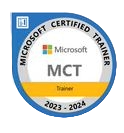 MICROSOFT CERTIFIED TRAINER
Microsoft
MCT
Trainer
2023 - 2024